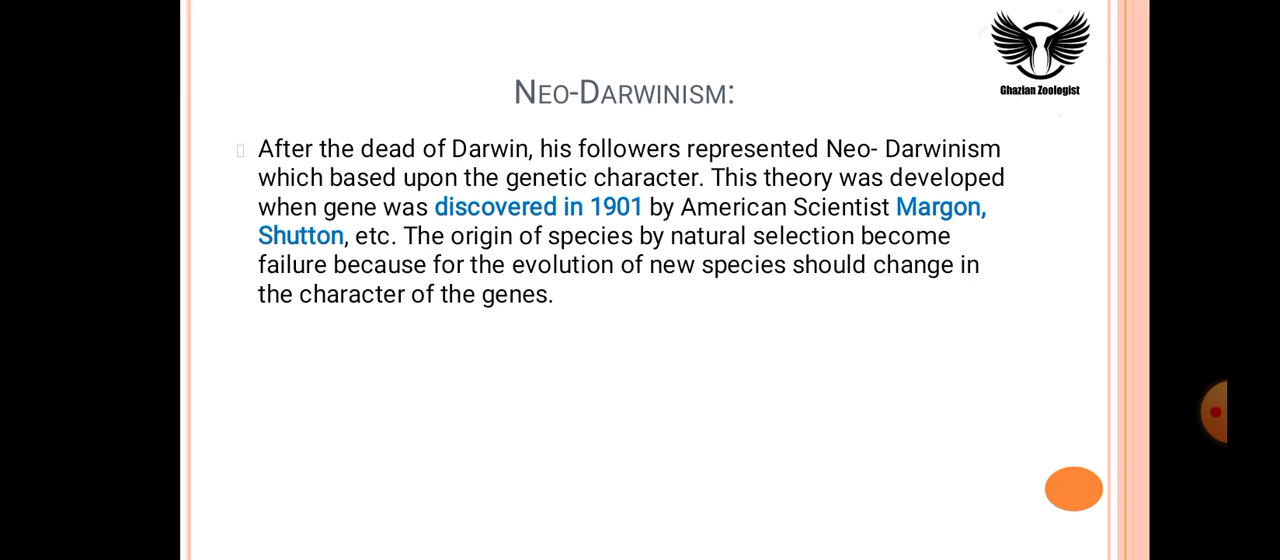 Ghazian Zoologist
NEO-DARWINISM:
After the dead of Darwin, his followers represented Neo- Darwinism
which based upon the genetic character. This theory was developed
when gene was discovered in 1901 by American Scientist Margon,
Shutton, etc. The origin of species by natural selection become
failure because for the evolution of new species should change in
the character of the genes.